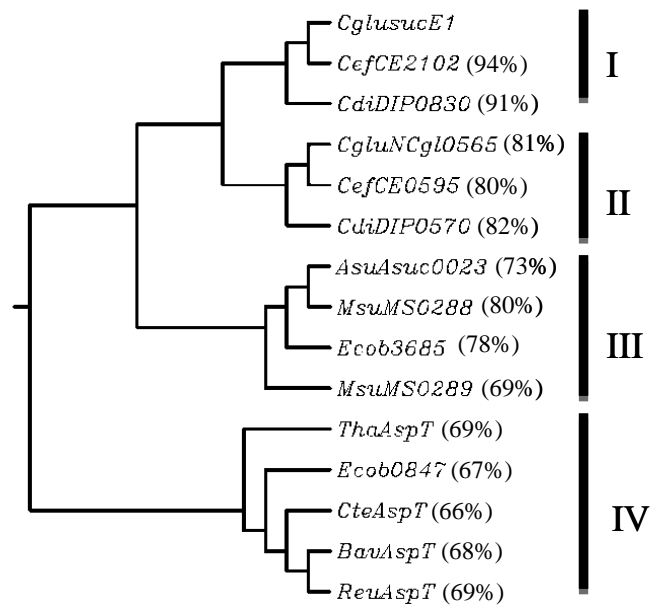 CglusucE1
CefCE2102 (94%)
I
CdiDIP0830 (91%)
CgluNCgl0565 (81%)
CefCE0595 (80%)
II
CdiDIP0570 (82%)
AsuAsuc0023 (73%)
MsuMS0288 (80%)
Ecob3685 (78%)
III
MsuMS0289 (69%)
ThaAspT (69%)
Ecob0847 (67%)
CteAspT (66%)
IV
BavAspT (68%)
ReuAspT (69%)